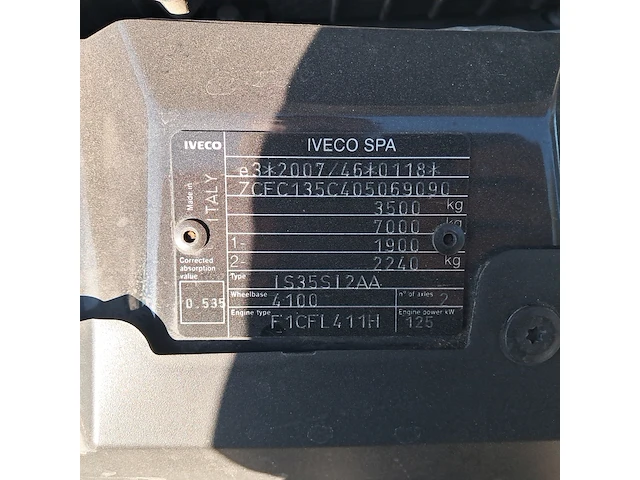 IVECO IVECO SPA
e3*2007/46*0118*
ZCFC135C405069090
Made in ITALY
3500 kg
7000 kg
1- 1900 kg
2- 2240 kg
Corrected absorption value
0.535
Type IS35SI2AA
Wheelbase 4100 n° of axles 2
Engine Type F1CFL411H Engine power kW 125